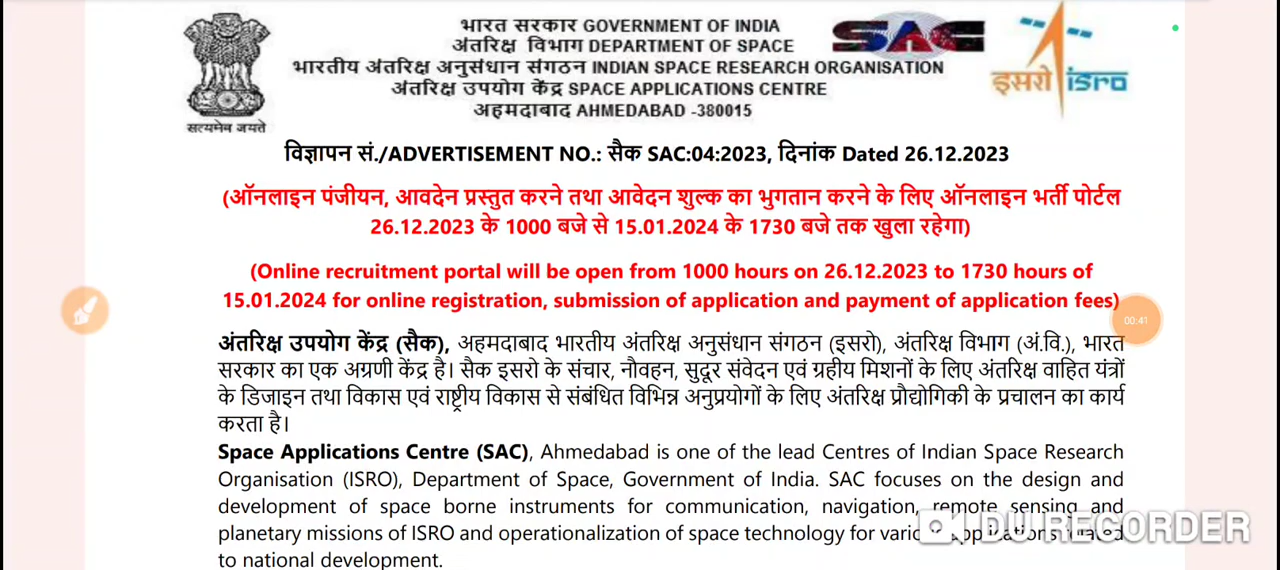 भारत सरकार GOVERNMENT OF INDIA
अंतरिक्ष विभाग DEPARTMENT OF SPACE
भारतीय अंतरिक्ष अनुसंधान संगठन INDIAN SPACE RESEARCH ORGANISATION
अंतरिक्ष उपयोग केंद्र SPACE APPLICATIONS CENTRE
अहमदाबाद AHMEDABAD -380015
सत्यमेव जयते
SAC
इसरो isro
विज्ञापन सं./ADVERTISEMENT NO.: सैक SAC:04:2023, दिनांक Dated 26.12.2023
(ऑनलाइन पंजीयन, आवदेन प्रस्तुत करने तथा आवेदन शुल्क का भुगतान करने के लिए ऑनलाइन भर्ती पोर्टल
26.12.2023 के 1000 बजे से 15.01.2024 के 1730 बजे तक खुला रहेगा)
(Online recruitment portal will be open from 1000 hours on 26.12.2023 to 1730 hours of
15.01.2024 for online registration, submission of application and payment of application fees)
00:41
अंतरिक्ष उपयोग केंद्र (सैक), अहमदाबाद भारतीय अंतरिक्ष अनुसंधान संगठन (इसरो), अंतरिक्ष विभाग (अं.वि.), भारत
सरकार का एक अग्रणी केंद्र है। सैक इसरो के संचार, नौवहन, सुदूर संवेदन एवं ग्रहीय मिशनों के लिए अंतरिक्ष वाहित यंत्रों
के डिजाइन तथा विकास एवं राष्ट्रीय विकास से संबंधित विभिन्न अनुप्रयोगों के लिए अंतरिक्ष प्रौद्योगिकी के प्रचालन का कार्य
करता है।
Space Applications Centre (SAC), Ahmedabad is one of the lead Centres of Indian Space Research
Organisation (ISRO), Department of Space, Government of India. SAC focuses on the design and
development of space borne instruments for communication, navigation, remote sensing and
planetary missions of ISRO and operationalization of space technology for various applications related
to national development.
DU RECORDER